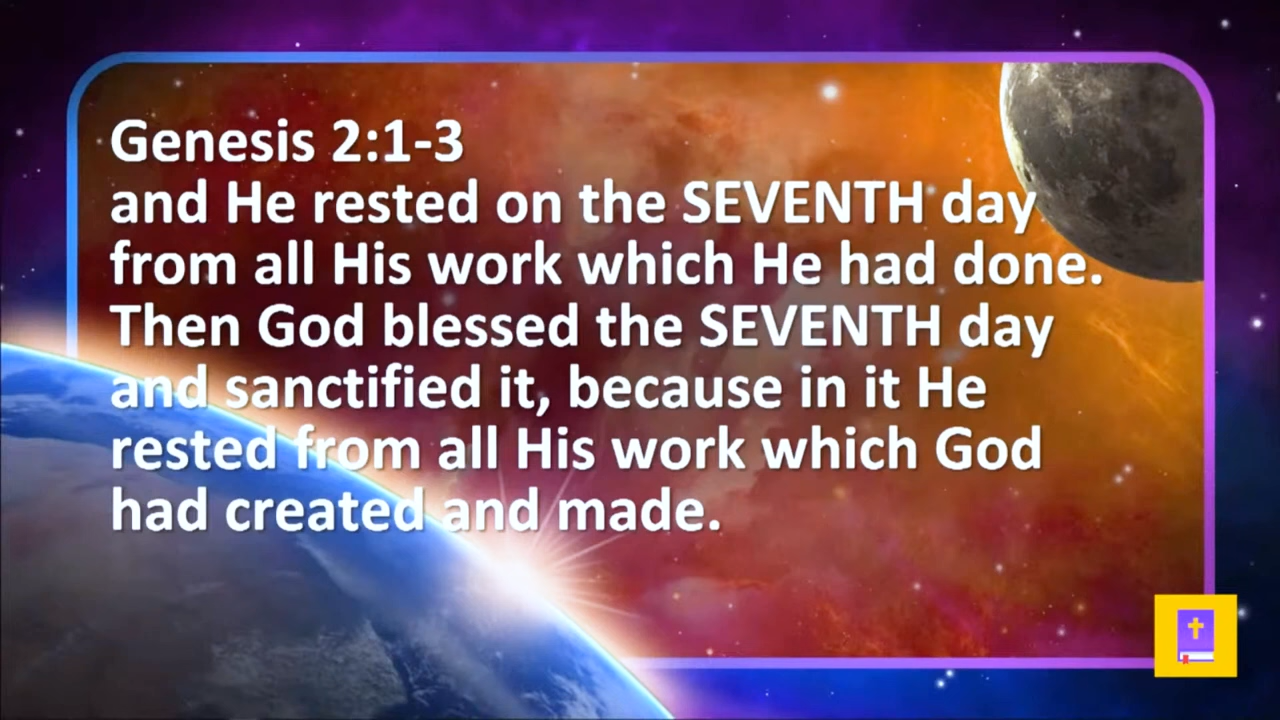 Genesis 2:1-3
and He rested on the SEVENTH day
from all His work which He had done.
Then God blessed the SEVENTH day
and sanctified it, because in it He
rested from all His work which God
had created and made.